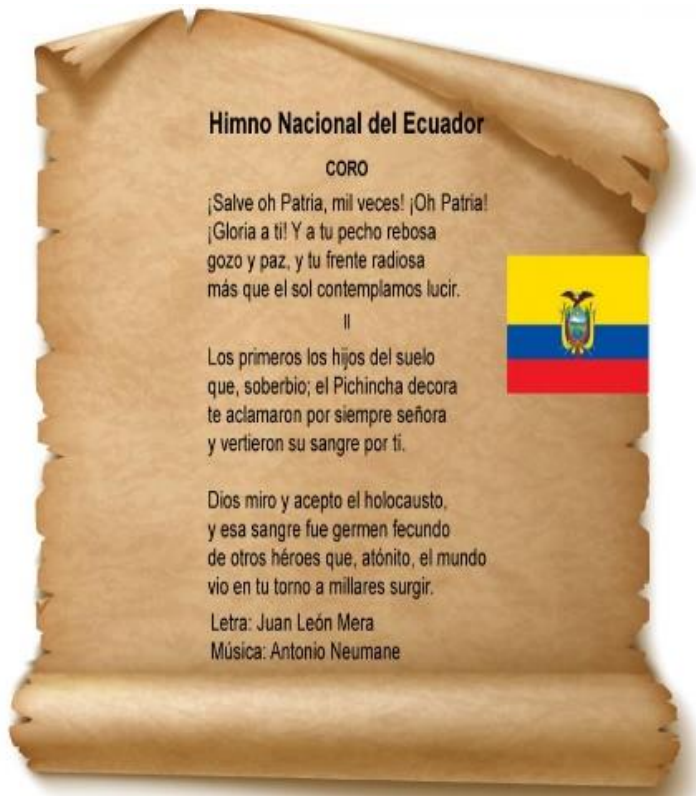 Himno Nacional del Ecuador
CORO
¡Salve oh Patria, mil veces! ¡Oh Patria!
¡Gloria a ti! Y a tu pecho rebosa
gozo y paz, y tu frente radiosa
más que el sol contemplamos lucir.
II
Los primeros los hijos del suelo
que, soberbio; el Pichincha decora
te aclamaron por siempre señora
y vertieron su sangre por ti.
Dios miro y acepto el holocausto,
y esa sangre fue germen fecundo
de otros héroes que, atónito, el mundo
vio en tu torno a millares surgir.
Letra: Juan León Mera
Música: Antonio Neumane